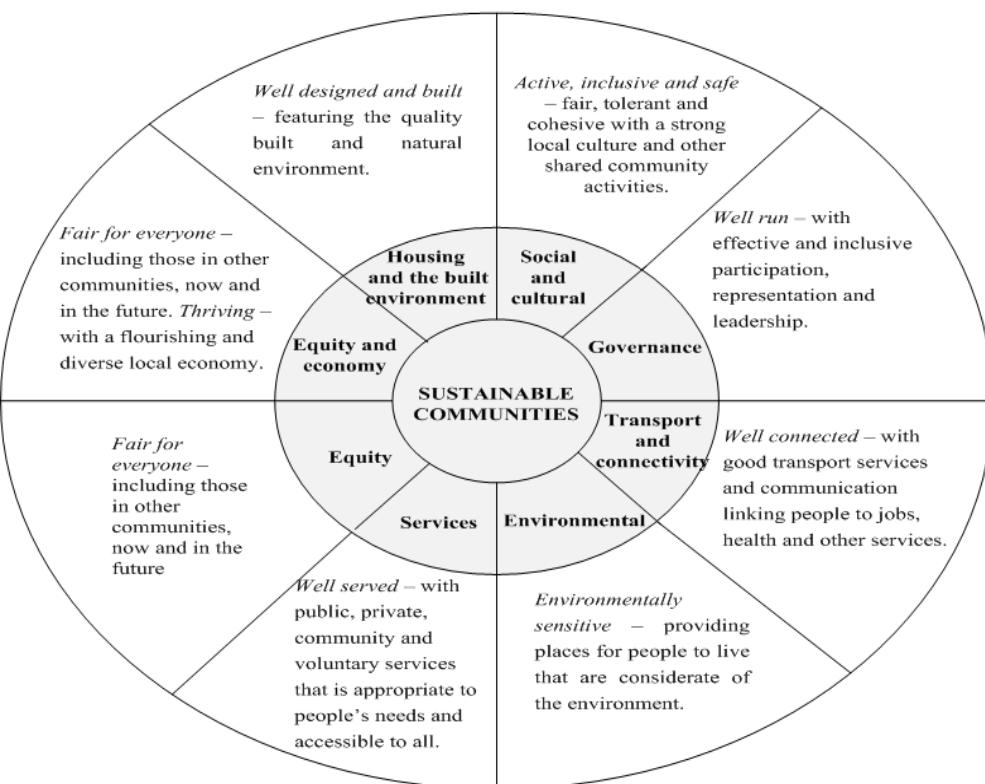 Well designed and built
– featuring the quality
built and natural
environment.
Active, inclusive and safe
– fair, tolerant and
cohesive with a strong
local culture and other
shared community
activities.
Fair for everyone –
including those in other
communities, now and
in the future. Thriving –
with a flourishing and
diverse local economy.
Well run – with
effective and inclusive
participation,
representation and
leadership.
Housing
and the built
environment
Social
and
cultural
Equity and
economy
Governance
SUSTAINABLE
COMMUNITIES
Equity
Transport
and
connectivity
Services
Environmental
Fair for
everyone –
including those
in other
communities,
now and in the
future
Well connected – with
good transport services
and communication
linking people to jobs,
health and other services.
Well served – with
public, private,
community and
voluntary services
that is appropriate to
people's needs and
accessible to all.
Environmentally
sensitive – providing
places for people to live
that are considerate of
the environment.